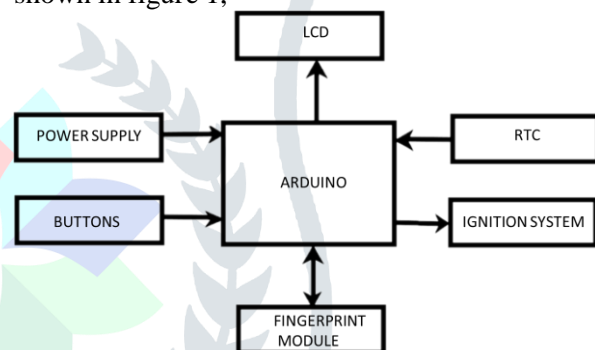 shown in figure 1,
LCD
POWER SUPPLY
RTC
ARDUINO
BUTTONS
IGNITION SYSTEM
FINGERPRINT
MODULE